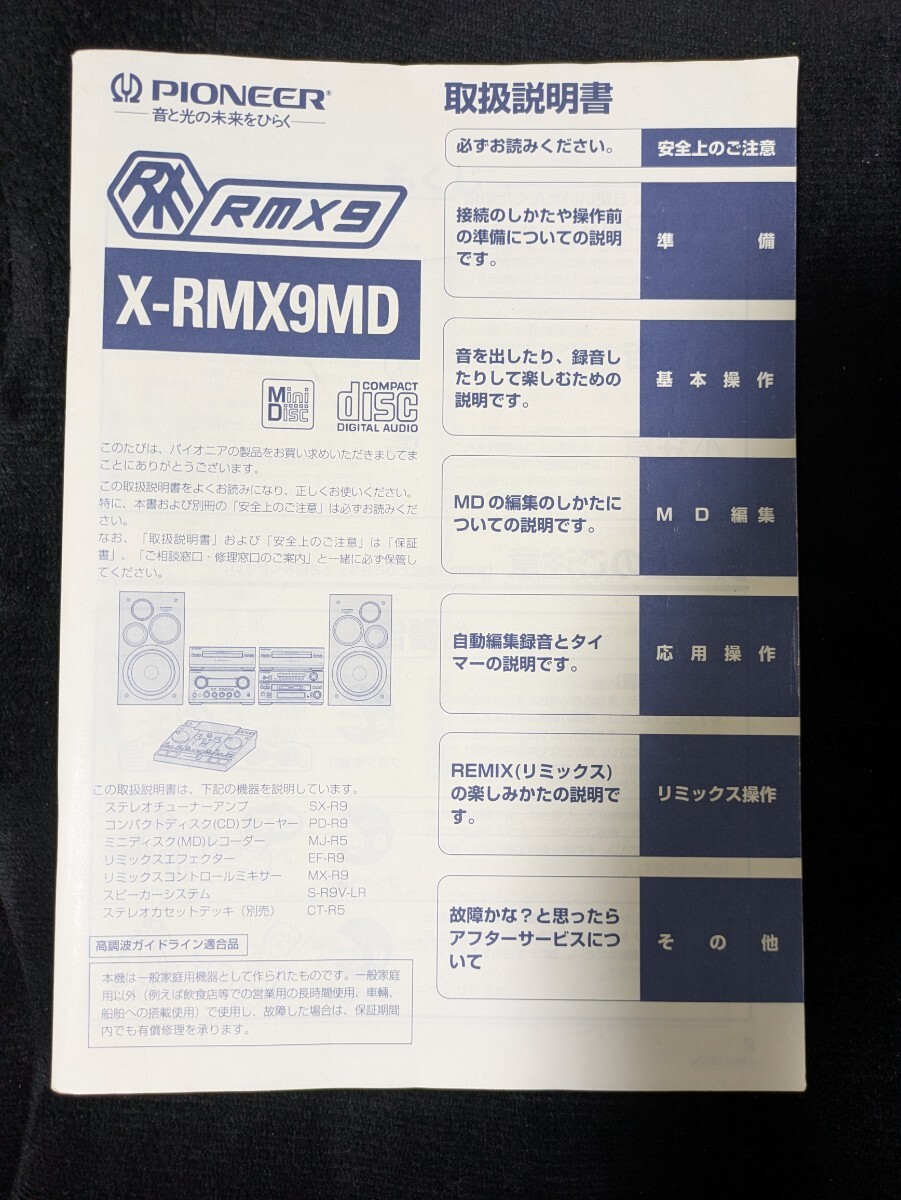 PIONEER®
音と光の未来をひらく
RMX
RMX9
X-RMX9MD
Mini Disc
COMPACT
disc
DIGITAL AUDIO
このたびは、パイオニアの製品をお買い求めいただきましてま
ことにありがとうございます。
この取扱説明書をよくお読みになり、正しくお使いください。
特に、本書および別冊の「安全上のご注意」は必ずお読みくだ
さい。
なお、「取扱説明書」および「安全上のご注意」は「保証
書」、「ご相談窓口・修理窓口のご案内」と一緒に必ず保管し
てください。
この取扱説明書は、下記の機器を説明しています。
ステレオチューナーアンプ SX-R9
コンパクトディスク(CD)プレーヤー PD-R9
ミニディスク(MD)レコーダー MJ-R5
リミックスエフェクター EF-R9
リミックスコントロールミキサー MX-R9
スピーカーシステム S-R9V-LR
ステレオカセットデッキ(別売) CT-R5
高調波ガイドライン適合品
本機は一般家庭用機器として作られたものです。一般家庭
用以外(例えば飲食店等での営業用の長時間使用、車輛、
船舶への搭載使用)で使用し、故障した場合は、保証期間
内でも有償修理を承ります。
取扱説明書
必ずお読みください。 安全上のご注意
接続のしかたや操作前
の準備についての説明
です。
準備
音を出したり、録音し
たりして楽しむための
説明です。
基本操作
MDの編集のしかたに
ついての説明です。
MD編集
自動編集録音とタイ
マーの説明です。
応用操作
REMIX(リミックス)
の楽しみかたの説明で
す。
リミックス操作
故障かな?と思ったら
アフターサービスにつ
いて
その他